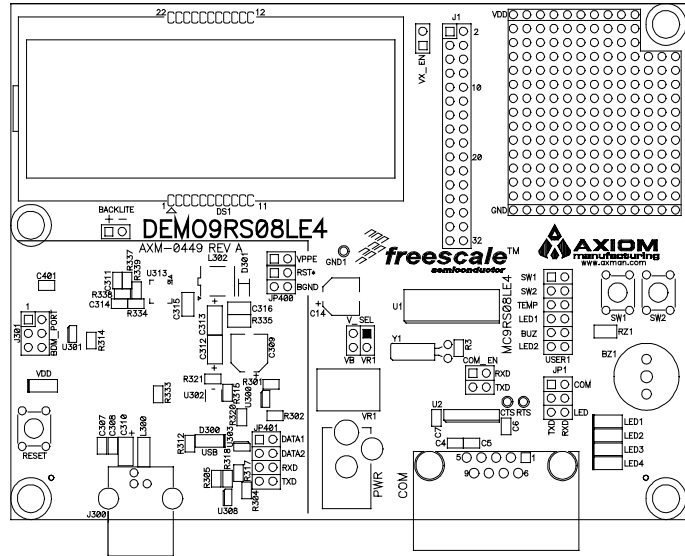 22 12
J1
VDD
2
VX_EN
10
20
1 11
DS1
GND
32
BACKLITE
+ -
DEMO9RS08LE4
AXM-0449 REV A
freescale™
semiconductor
AXIOM
manufacturing
www.axman.com
GND1
L302
D301
VPPE
RST*
BGND
JP400
R337
R339
C311
U313
R338
C314
R334
C315
C313
C316
R335
C312
C309
C401
1
J301
BDM_PORT
U301
R314
C14
V_SEL
VB VR1
U1
MC9RS08LE4
SW1
SW2
TEMP
LED1
BUZ
LED2
USER1
SW1 SW2
RZ1
BZ1
Y1
R3
COM_EN
RXD
TXD
JP1
COM
LED
TXD
RXD
VDD
RESET
R333
R321
U302
R316
U300
R301
R302
R320
VR1
U2
CTS RTS
C7
C6
C4 C5
LED1
LED2
LED3
LED4
C307
C308
C310
L300
R312
D300
USB
U303
R318
R317
JP401
DATA1
DATA2
RXD
TXD
R305
R304
U308
J300
PWR
COM
5 1
9 6